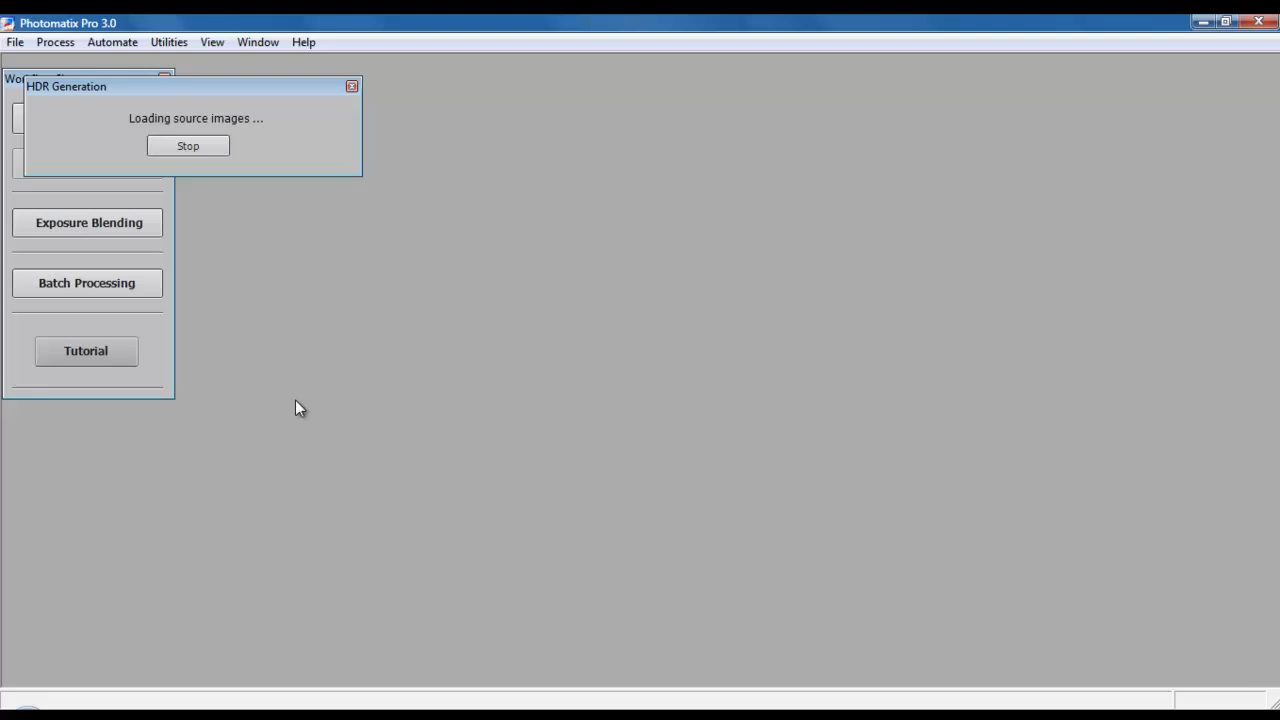 Photomatix Pro 3.0
File Process Automate Utilities View Window Help
HDR Generation
Loading source images ...
Stop
Exposure Blending
Batch Processing
Tutorial